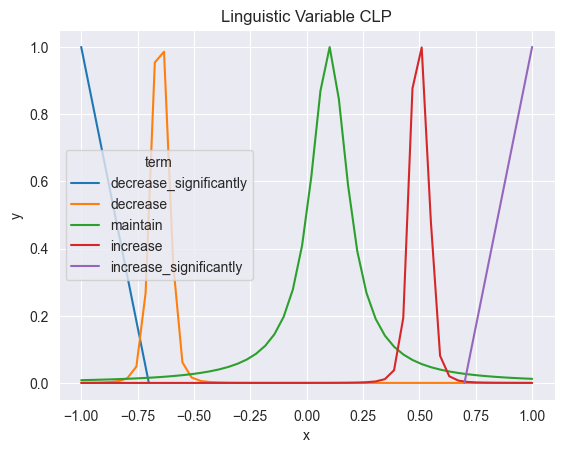 Linguistic Variable CLP
1.0
0.8
0.6
0.4
0.2
0.0
y
term
decrease_significantly
decrease
maintain
increase
increase_significantly
−1.00 −0.75 −0.50 −0.25 0.00 0.25 0.50 0.75 1.00
x